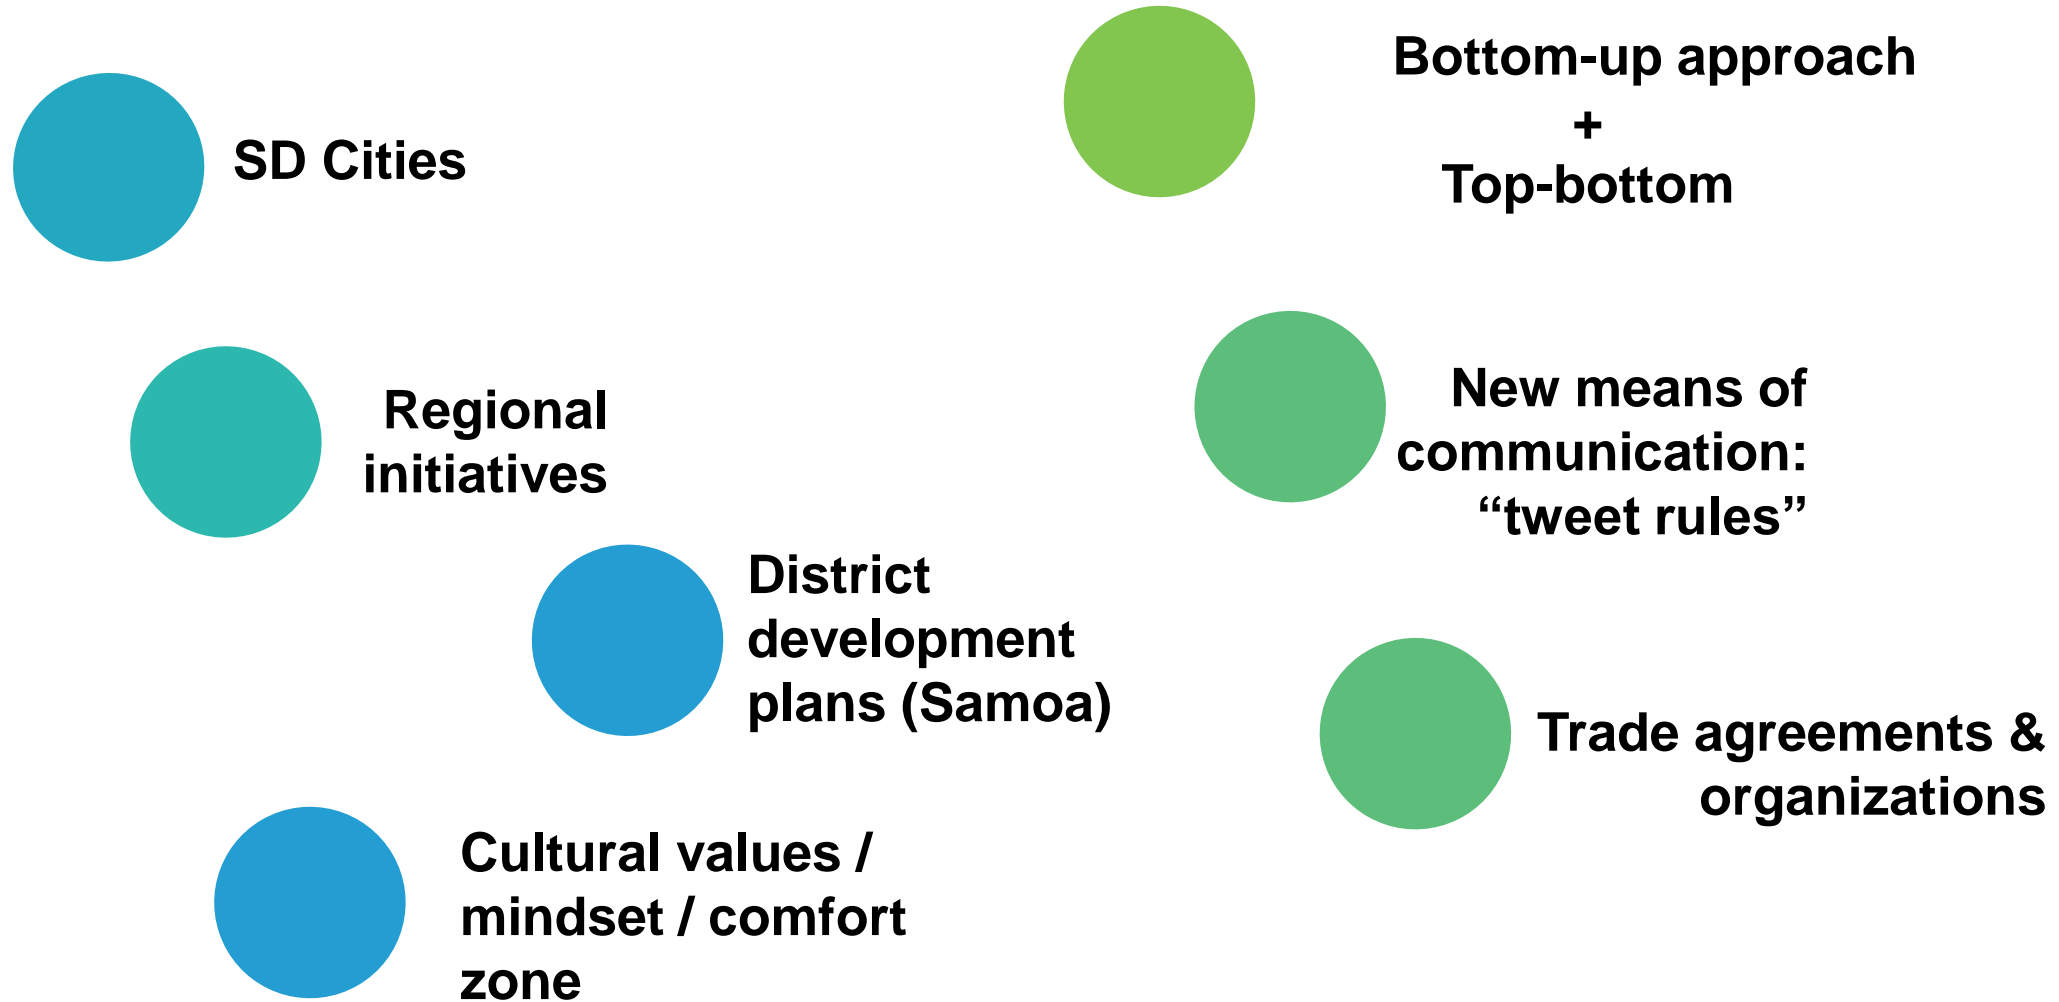 SD Cities
Regional
initiatives
District
development
plans (Samoa)
Cultural values /
mindset / comfort
zone
Bottom-up approach
+
Top-bottom
New means of
communication:
“tweet rules”
Trade agreements &
organizations